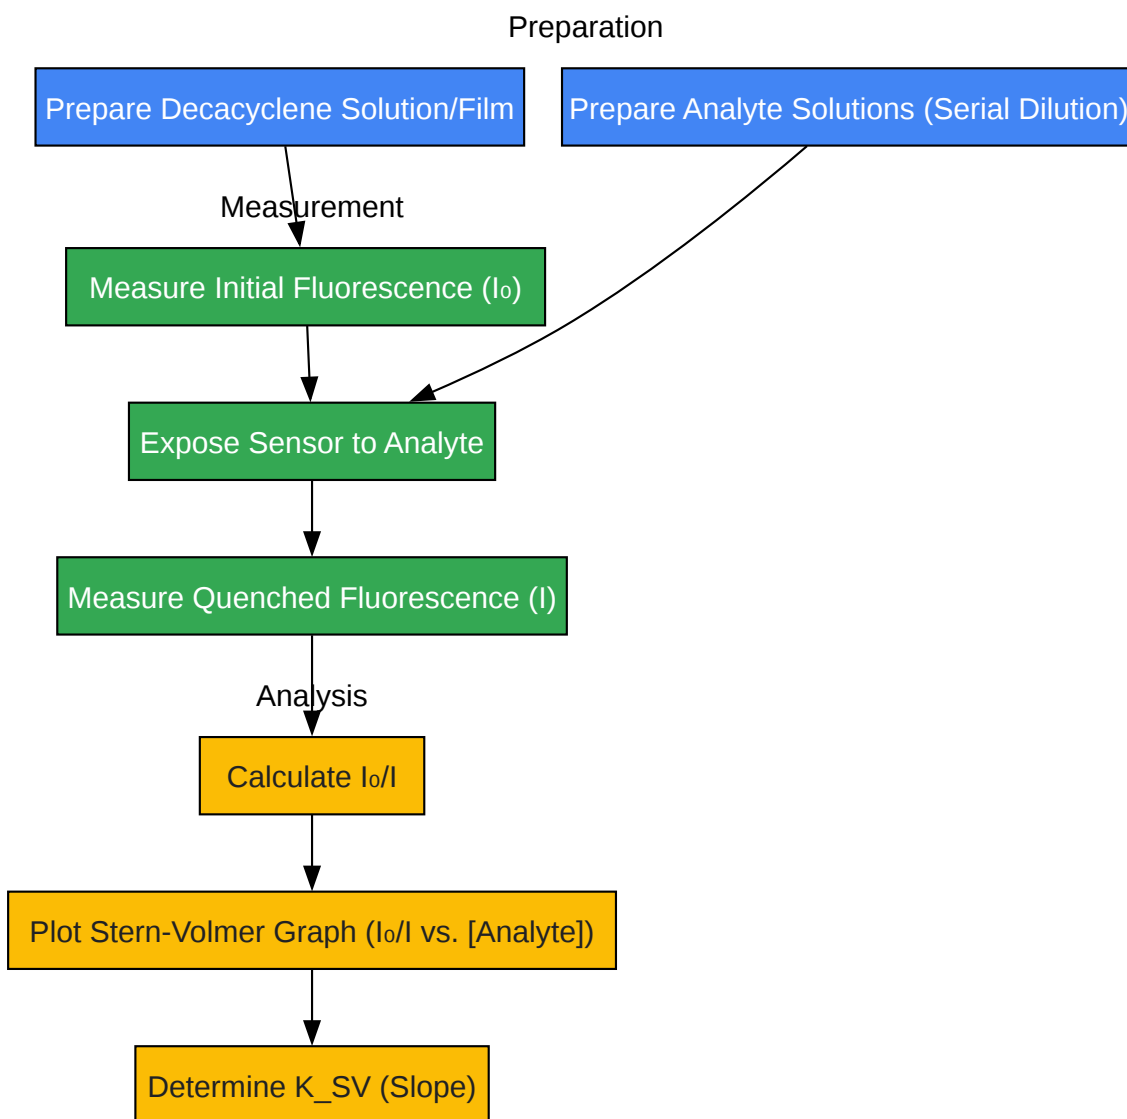 Preparation
Prepare Decacyclene Solution/Film
Prepare Analyte Solutions (Serial Dilution)
Measurement
Measure Initial Fluorescence (I₀)
Expose Sensor to Analyte
Measure Quenched Fluorescence (I)
Analysis
Calculate I₀/I
Plot Stern-Volmer Graph (I₀/I vs. [Analyte])
Determine K_SV (Slope)